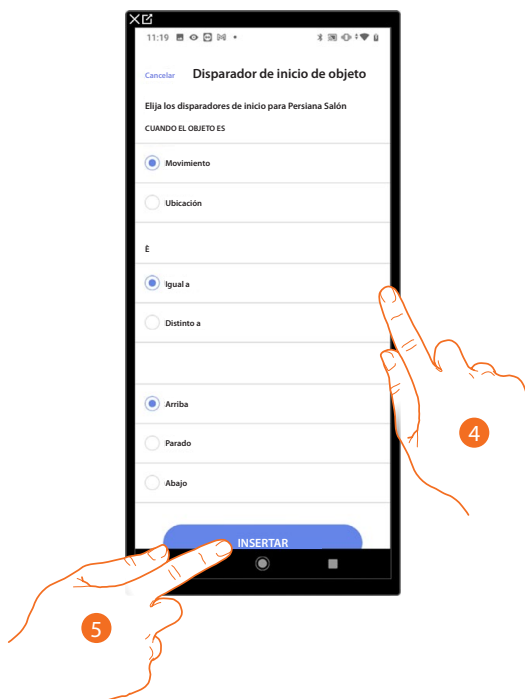 11:19
Cancelar Disparador de inicio de objeto
Elija los disparadores de inicio para Persiana Salón
CUANDO EL OBJETO ES
Movimiento
Ubicación
È
Igual a
Distinto a
Arriba
Parado
Abajo
INSERTAR
4
5